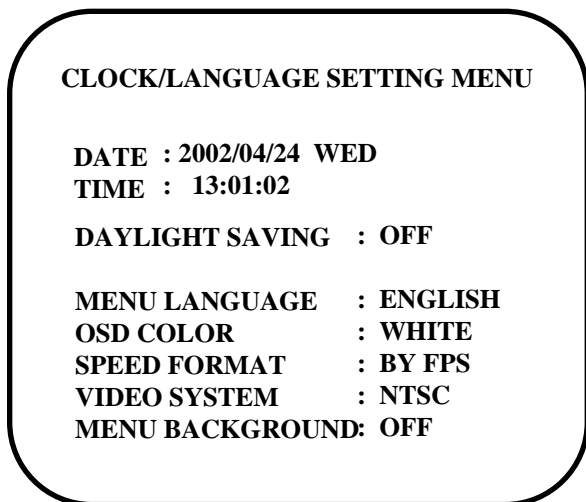 CLOCK/LANGUAGE SETTING MENU
DATE : 2002/04/24 WED
TIME : 13:01:02
DAYLIGHT SAVING : OFF
MENU LANGUAGE : ENGLISH
OSD COLOR : WHITE
SPEED FORMAT : BY FPS
VIDEO SYSTEM : NTSC
MENU BACKGROUND: OFF